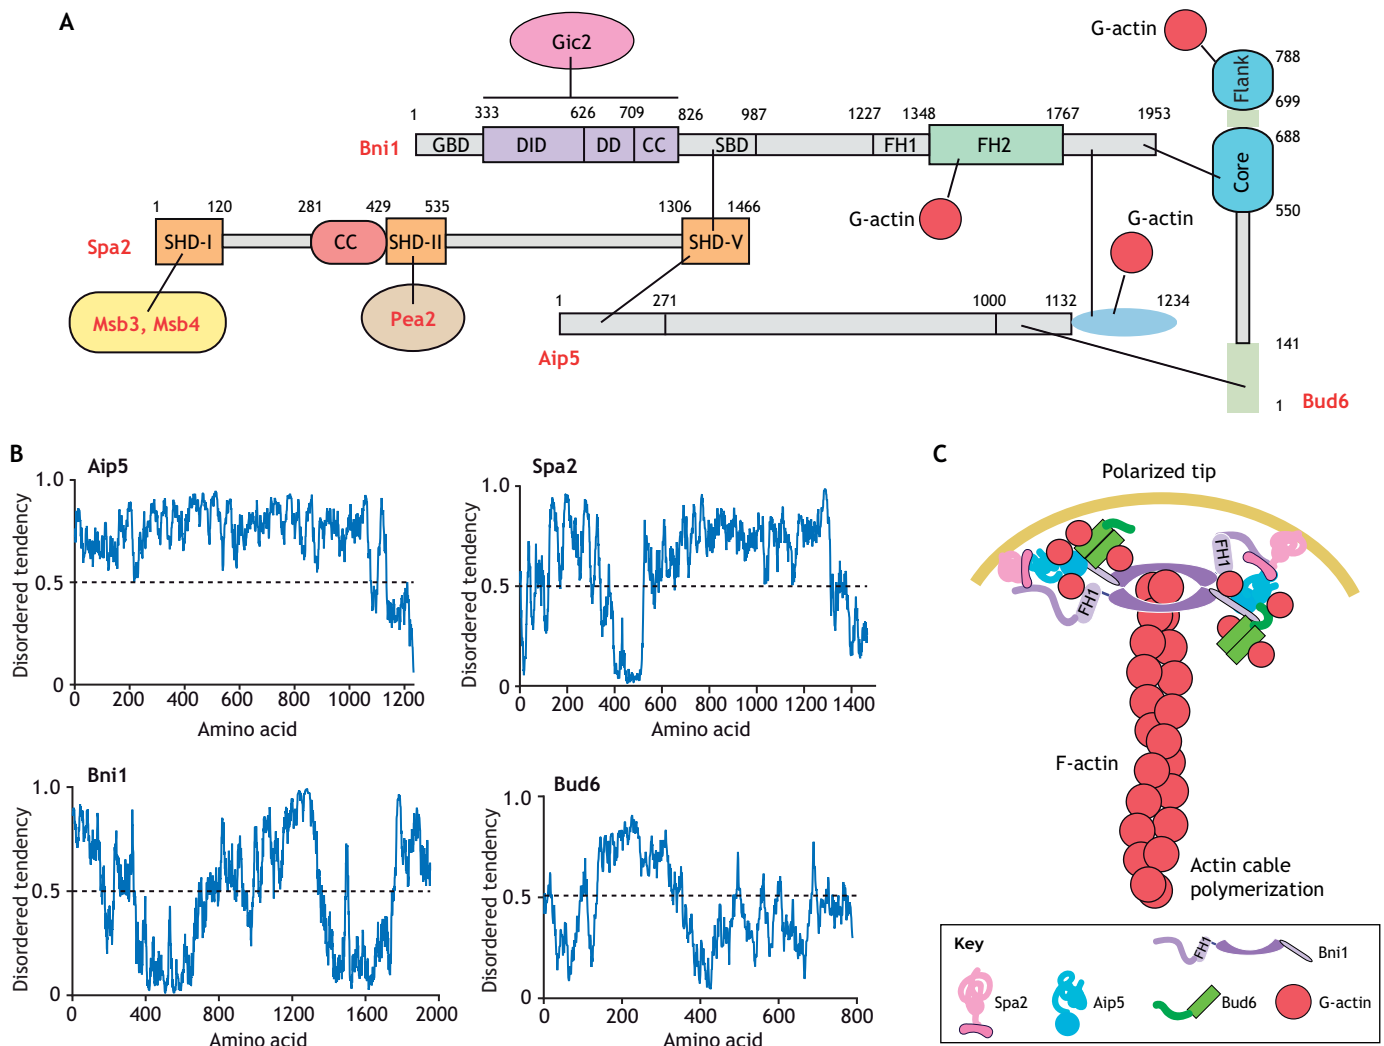 A
Gic2
G-actin
1 333 626 709 826 987 1227 1348 1767 1953
Bni1
GBD DID DD CC SBD FH1 FH2
G-actin
788
Flank
699
688
Core
550
141
1
Bud6
1 120 281 429 535 1306 1466
Spa2
SHD-I CC SHD-II SHD-V
Msb3, Msb4
Pea2
G-actin
1 271 1000 1132 1234
Aip5
B
Aip5
Disordered tendency
1.0
0.5
0
0 200 400 600 800 1000 1200
Amino acid
Spa2
Disordered tendency
1.0
0.5
0
0 200 400 600 800 1000 1200 1400
Amino acid
Bni1
Disordered tendency
1.0
0.5
0
0 400 800 1200 1600 2000
Amino acid
Bud6
Disordered tendency
1.0
0.5
0
0 200 400 600 800
Amino acid
C
Polarized tip
FH1
FH1
F-actin
Actin cable
polymerization
Key
FH1
Bni1
Spa2
Aip5
Bud6
G-actin